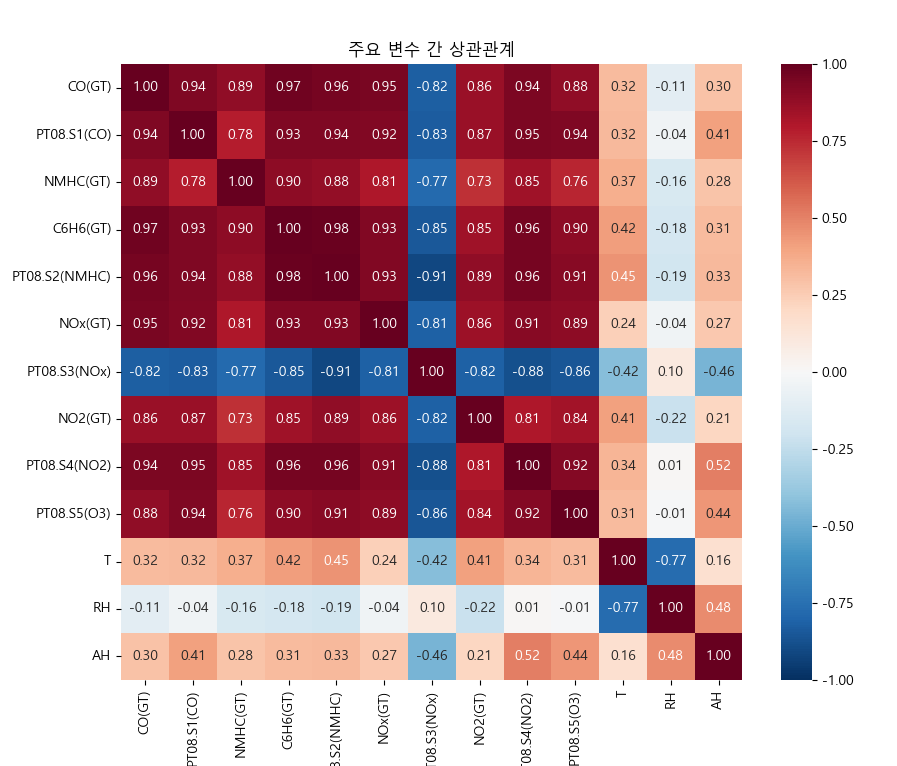 주요 변수 간 상관관계
CO(GT) 1.00 0.94 0.89 0.97 0.96 0.95 -0.82 0.86 0.94 0.88 0.32 -0.11 0.30
PT08.S1(CO) 0.94 1.00 0.78 0.93 0.94 0.92 -0.83 0.87 0.95 0.94 0.32 -0.04 0.41
NMHC(GT) 0.89 0.78 1.00 0.90 0.88 0.81 -0.77 0.73 0.85 0.76 0.37 -0.16 0.28
C6H6(GT) 0.97 0.93 0.90 1.00 0.98 0.93 -0.85 0.85 0.96 0.90 0.42 -0.18 0.31
PT08.S2(NMHC) 0.96 0.94 0.88 0.98 1.00 0.93 -0.91 0.89 0.96 0.91 0.45 -0.19 0.33
NOx(GT) 0.95 0.92 0.81 0.93 0.93 1.00 -0.81 0.86 0.91 0.89 0.24 -0.04 0.27
PT08.S3(NOx) -0.82 -0.83 -0.77 -0.85 -0.91 -0.81 1.00 -0.82 -0.88 -0.86 -0.42 0.10 -0.46
NO2(GT) 0.86 0.87 0.73 0.85 0.89 0.86 -0.82 1.00 0.81 0.84 0.41 -0.22 0.21
PT08.S4(NO2) 0.94 0.95 0.85 0.96 0.96 0.91 -0.88 0.81 1.00 0.92 0.34 0.01 0.52
PT08.S5(O3) 0.88 0.94 0.76 0.90 0.91 0.89 -0.86 0.84 0.92 1.00 0.31 -0.01 0.44
T 0.32 0.32 0.37 0.42 0.45 0.24 -0.42 0.41 0.34 0.31 1.00 -0.77 0.16
RH -0.11 -0.04 -0.16 -0.18 -0.19 -0.04 0.10 -0.22 0.01 -0.01 -0.77 1.00 0.48
AH 0.30 0.41 0.28 0.31 0.33 0.27 -0.46 0.21 0.52 0.44 0.16 0.48 1.00
CO(GT)
PT08.S1(CO)
NMHC(GT)
C6H6(GT)
.S2(NMHC)
NOx(GT)
T08.S3(NOx)
NO2(GT)
T08.S4(NO2)
PT08.S5(O3)
T
RH
AH
1.00
0.75
0.50
0.25
0.00
-0.25
-0.50
-0.75
-1.00